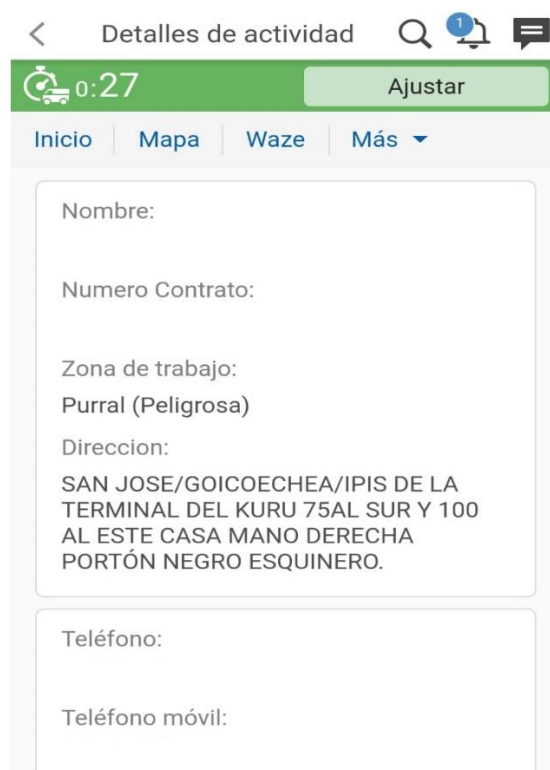 Detalles de actividad 1
0:27 Ajustar
Inicio Mapa Waze Más
Nombre:
Numero Contrato:
Zona de trabajo:
Purral (Peligrosa)
Direccion:
SAN JOSE/GOICOECHEA/IPIS DE LA
TERMINAL DEL KURU 75AL SUR Y 100
AL ESTE CASA MANO DERECHA
PORTÓN NEGRO ESQUINERO.
Teléfono:
Teléfono móvil: